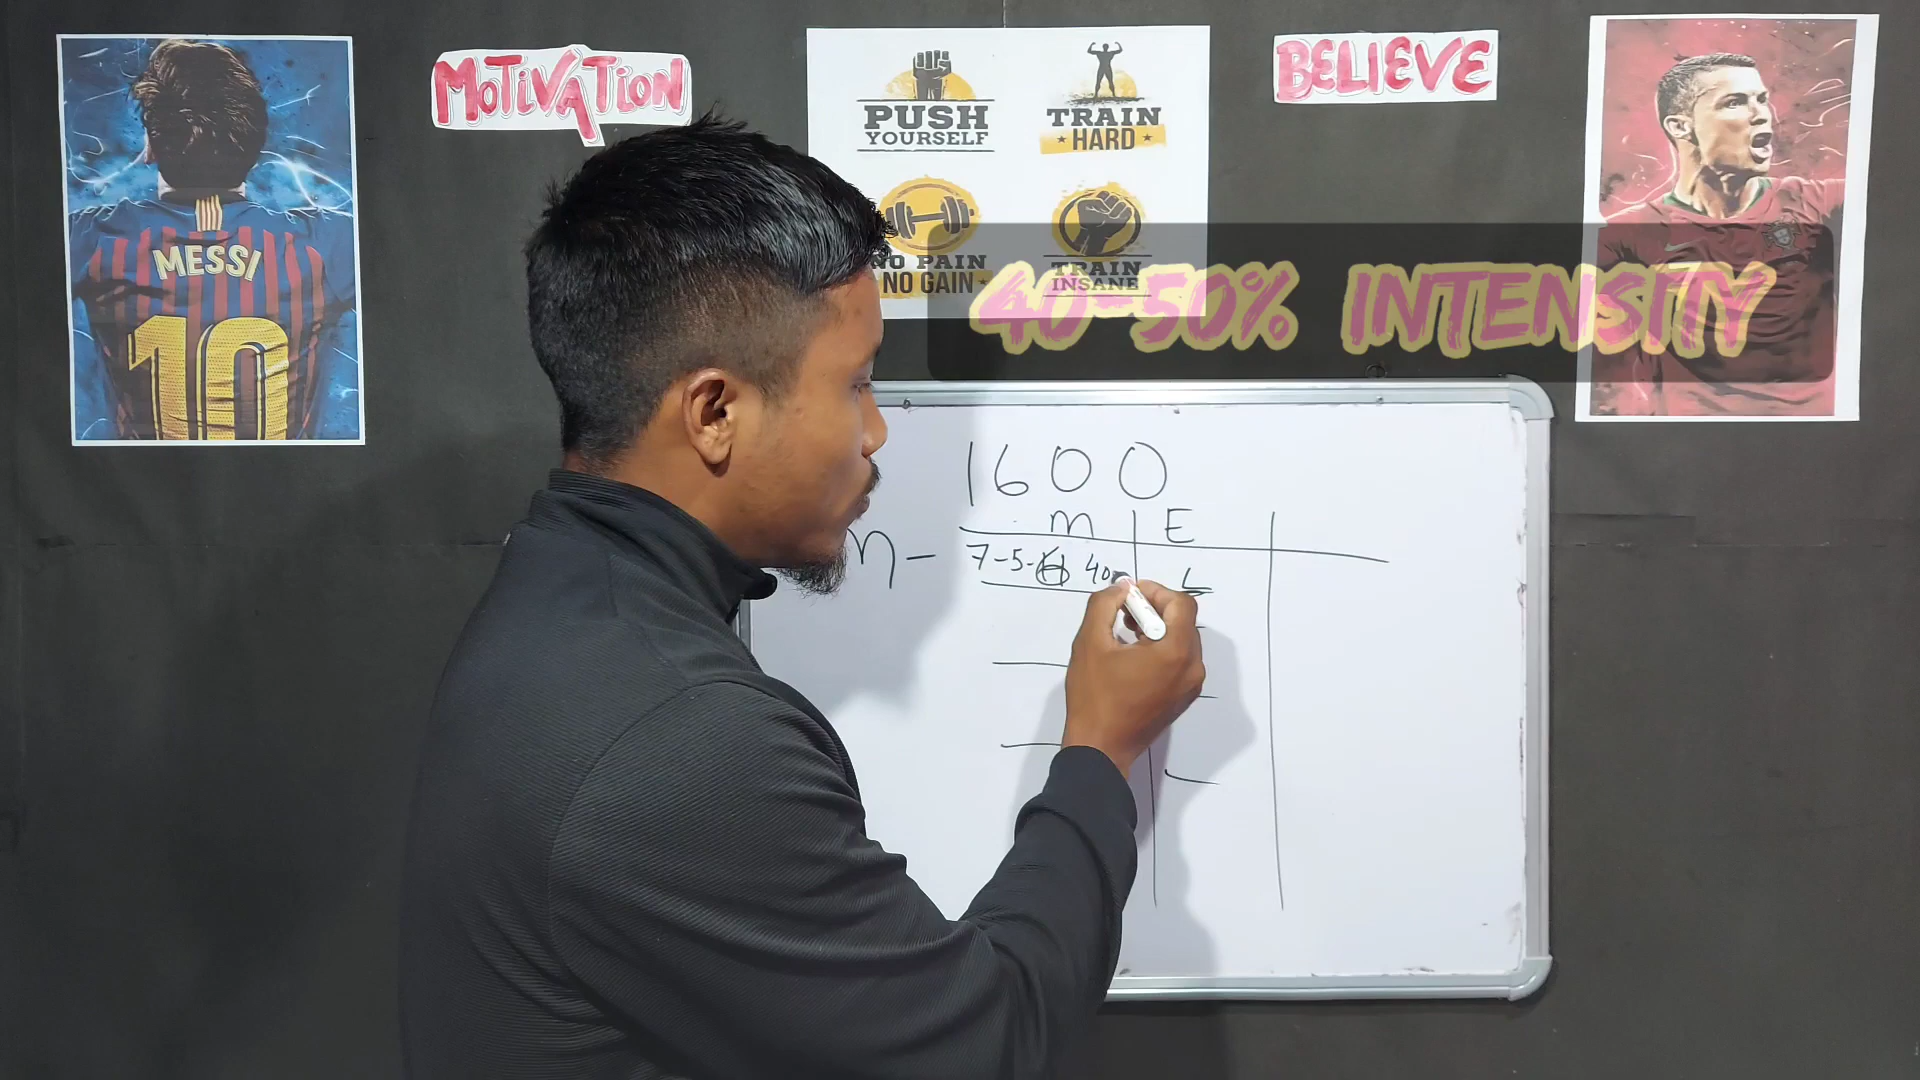 MOTIVATION
BELIEVE
PUSH
YOURSELF
TRAIN
HARD
NO PAIN
NO GAIN
TRAIN
INSANE
MESSI
10
40-50% INTENSITY
1600
M E
M - 7-5- 40